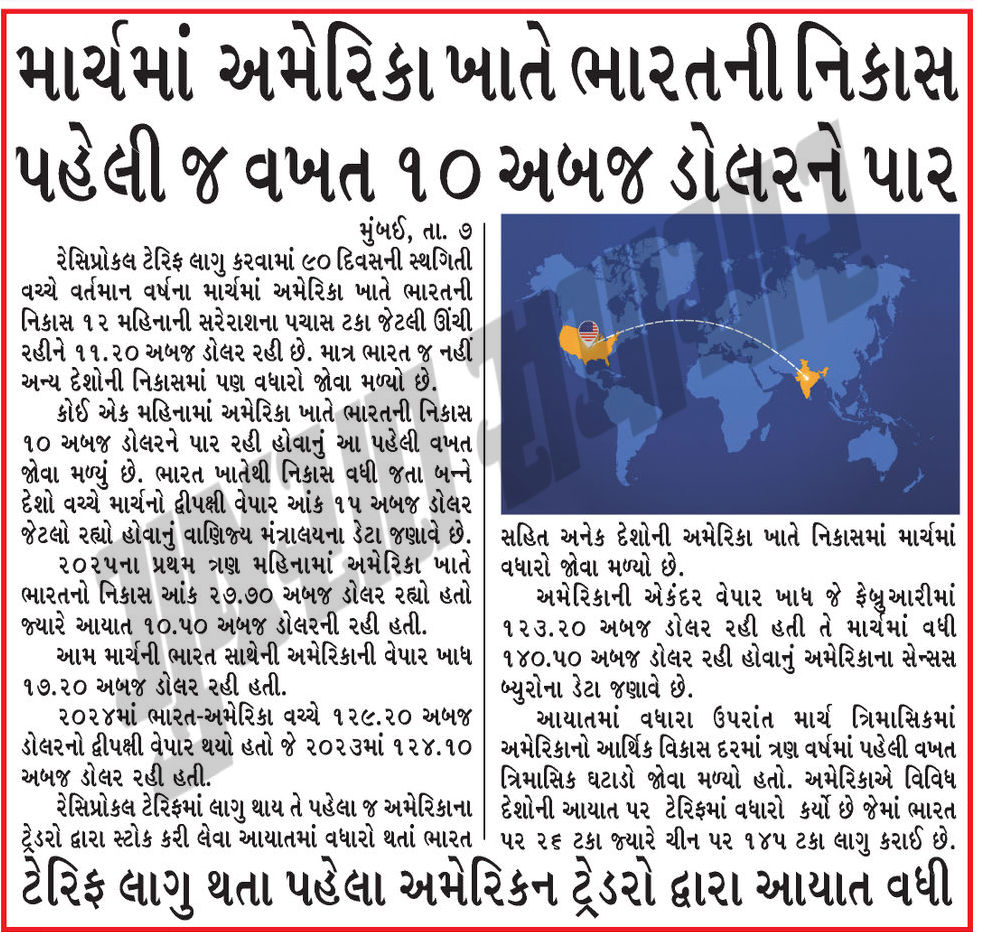 માર્ચમાં અમેરિકા ખાતે ભારતની નિકાસ
પહેલી જ વખત ૧૦ અબજ ડોલરને પાર
મુંબઈ, તા. ૭
રેસિપ્રોકલ ટેરિફ લાગુ કરવામાં ૯૦ દિવસની સ્થગિતી
વચ્ચે વર્તમાન વર્ષના માર્ચમાં અમેરિકા ખાતે ભારતની
નિકાસ ૧૨ મહિનાની સરેરાશના પચાસ ટકા જેટલી ઊંચી
રહીને ૧૧.૨૦ અબજ ડોલર રહી છે. માત્ર ભારત જ નહીં
અન્ય દેશોની નિકાસમાં પણ વધારો જોવા મળ્યો છે.
કોઈ એક મહિનામાં અમેરિકા ખાતે ભારતની નિકાસ
૧૦ અબજ ડોલરને પાર રહી હોવાનું આ પહેલી વખત
જોવા મળ્યું છે. ભારત ખાતેથી નિકાસ વધી જતા બન્ને
દેશો વચ્ચે માર્ચનો દ્વીપક્ષી વેપાર આંક ૧૫ અબજ ડોલર
જેટલો રહ્યો હોવાનું વાણિજ્ય મંત્રાલયના ડેટા જણાવે છે.
૨૦૨૫ના પ્રથમ ત્રણ મહિનામાં અમેરિકા ખાતે
ભારતનો નિકાસ આંક ૨૭.૭૦ અબજ ડોલર રહ્યો હતો
જ્યારે આયાત ૧૦.૫૦ અબજ ડોલરની રહી હતી.
આમ માર્ચની ભારત સાથેની અમેરિકાની વેપાર ખાધ
૧૭.૨૦ અબજ ડોલર રહી હતી.
૨૦૨૪માં ભારત-અમેરિકા વચ્ચે ૧૨૯.૨૦ અબજ
ડોલરનો દ્વીપક્ષી વેપાર થયો હતો જે ૨૦૨૩માં ૧૨૪.૧૦
અબજ ડોલર રહી હતી.
રેસિપ્રોકલ ટેરિફમાં લાગુ થાય તે પહેલા જ અમેરિકાના
ટ્રેડરો દ્વારા સ્ટોક કરી લેવા આયાતમાં વધારો થતાં ભારત
સહિત અનેક દેશોની અમેરિકા ખાતે નિકાસમાં માર્ચમાં
વધારો જોવા મળ્યો છે.
અમેરિકાની એકંદર વેપાર ખાધ જે ફેબ્રુઆરીમાં
૧૨૩.૨૦ અબજ ડોલર રહી હતી તે માર્ચમાં વધી
૧૪૦.૫૦ અબજ ડોલર રહી હોવાનું અમેરિકાના સેન્સસ
બ્યુરોના ડેટા જણાવે છે.
આયાતમાં વધારા ઉપરાંત માર્ચ ત્રિમાસિકમાં
અમેરિકાનો આર્થિક વિકાસ દરમાં ત્રણ વર્ષમાં પહેલી વખત
ત્રિમાસિક ઘટાડો જોવા મળ્યો હતો. અમેરિકાએ વિવિધ
દેશોની આયાત પર ટેરિફમાં વધારો કર્યો છે જેમાં ભારત
પર ૨૬ ટકા જ્યારે ચીન પર ૧૪૫ ટકા લાગુ કરાઈ છે.
ટેરિફ લાગુ થતા પહેલા અમેરિકન ટ્રેડરો દ્વારા આયાત વધી